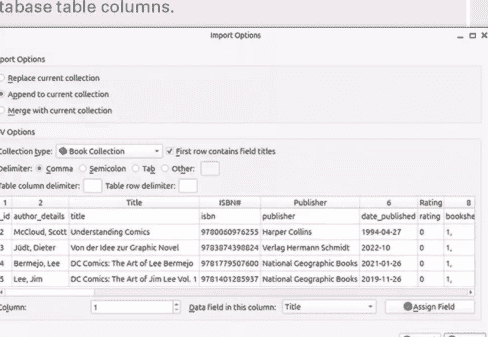 tabase table columns.
Import Options
port Options
Replace current collection
Append to current collection
Merge with current collection
V Options
Collection type: Book Collection First row contains field titles
Delimiter: Comma Semicolon Tab Other:
Table column delimiter: Table row delimiter:
1 2 Title ISBN# Publisher 6 Rating 8
_id author_details title isbn publisher date_published rating bookshe
2 McCloud, Scott Understanding Comics 9780060976255 Harper Collins 1994-04-27 0 1,
3 Jüdt, Dieter Von der Idee zur Graphic Novel 9783874390824 Verlag Hermann Schmidt 2022-10 0 1,
4 Bermejo, Lee DC Comics: The Art of Lee Bermejo 9781779507600 National Geographic Books 2021-01-26 0 1,
5 Lee, Jim DC Comics: The Art of Jim Lee Vol. 1 9781401285937 National Geographic Books 2019-11-26 0 1,
Column: 1 Data field in this column: Title Assign Field